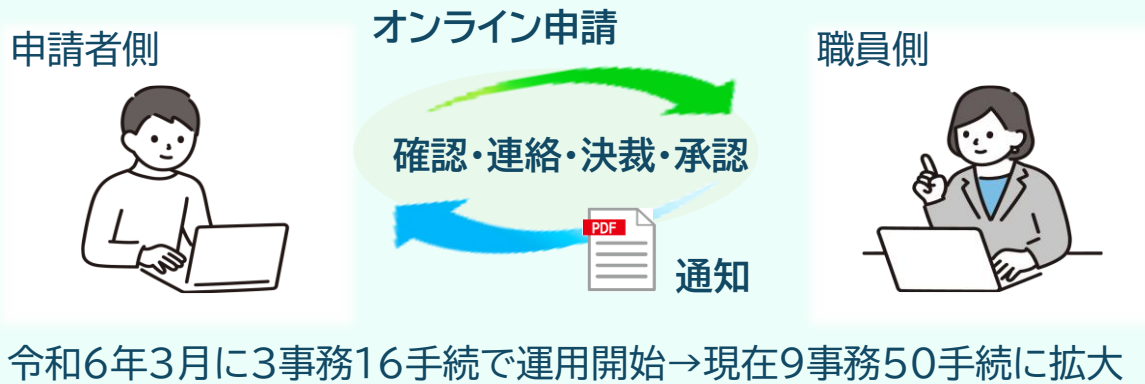 オンライン申請
申請者側
職員側
確認・連絡・決裁・承認
PDF
通知
令和6年3月に3事務16手続で運用開始→現在9事務50手続に拡大